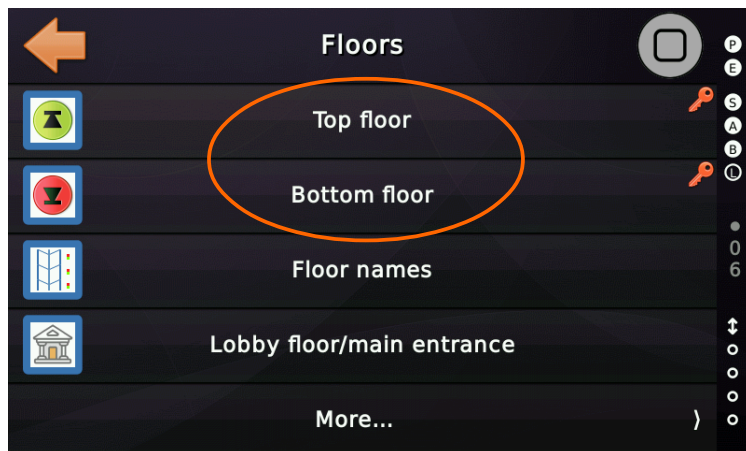 Floors
Top floor
Bottom floor
Floor names
Lobby floor/main entrance
More...
P
E
S
A
B
L
0
6